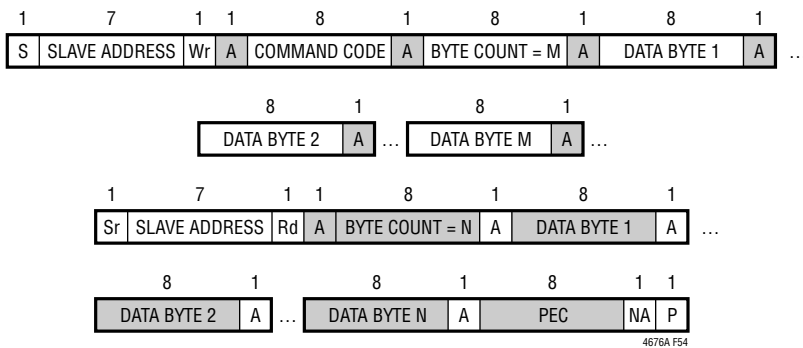 1 7 1 1 8 1 8 1 8 1
S SLAVE ADDRESS Wr A COMMAND CODE A BYTE COUNT = M A DATA BYTE 1 A …
8 1 8 1
DATA BYTE 2 A … DATA BYTE M A …
1 7 1 1 8 1 8 1
Sr SLAVE ADDRESS Rd A BYTE COUNT = N A DATA BYTE 1 A …
8 1 8 1 8 1 1
DATA BYTE 2 A … DATA BYTE N A PEC NA P
4676A F54